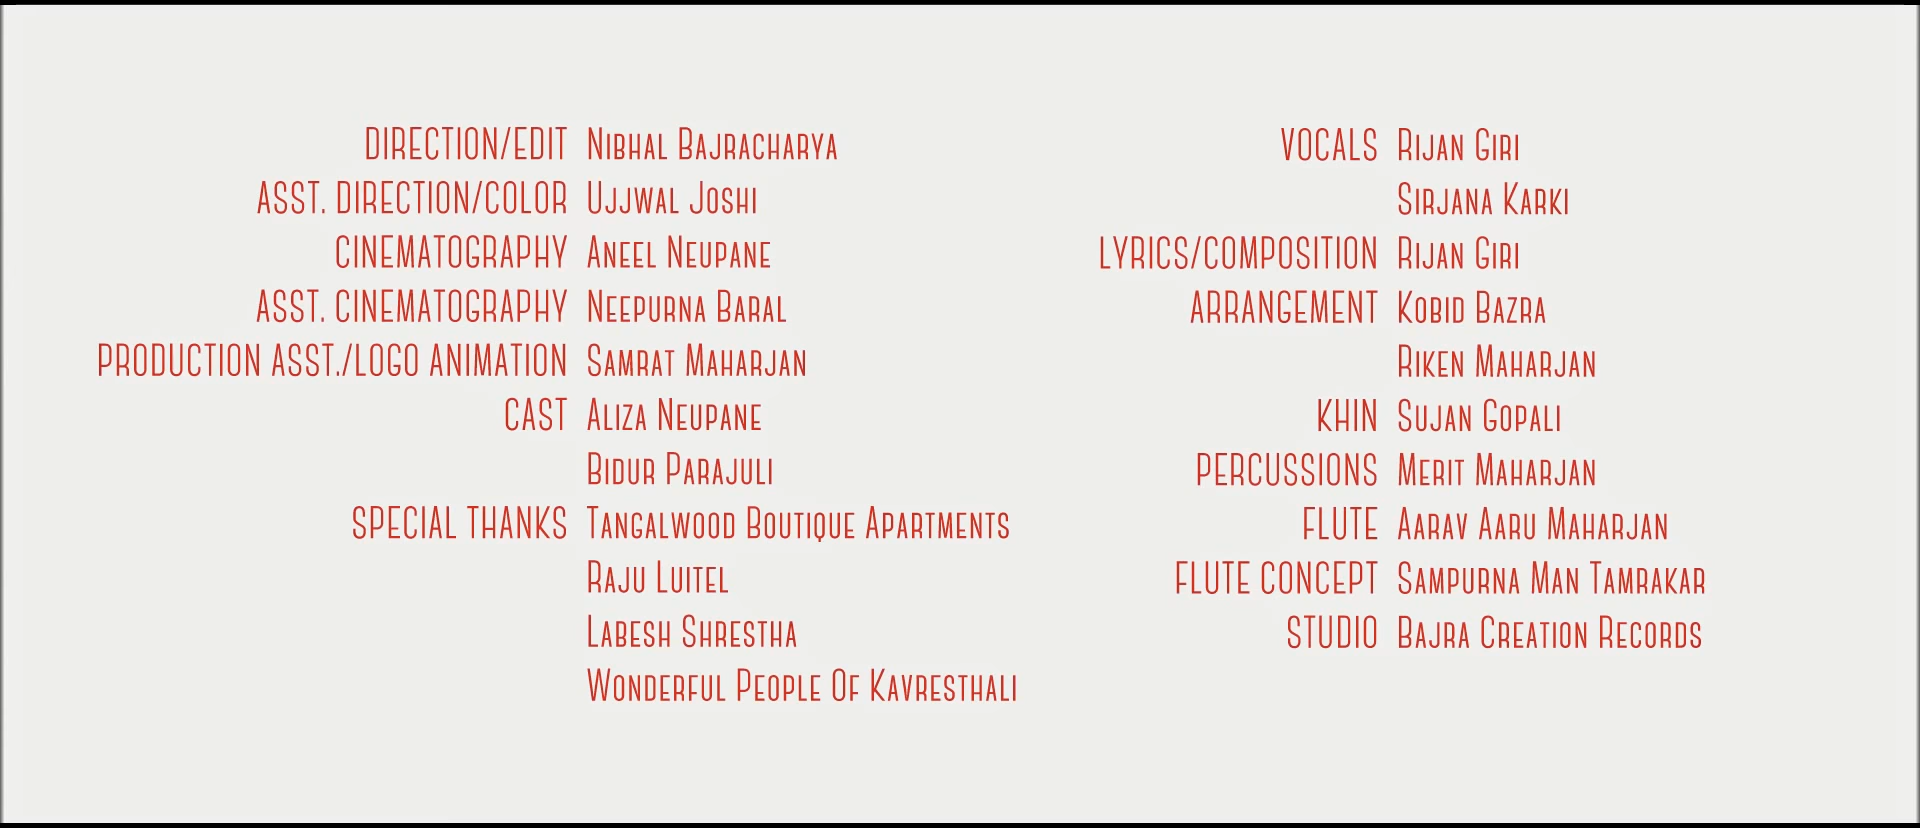 DIRECTION/EDIT Nibhal Bajracharya
ASST. DIRECTION/COLOR Ujjwal Joshi
CINEMATOGRAPHY Aneel Neupane
ASST. CINEMATOGRAPHY Neepurna Baral
PRODUCTION ASST./LOGO ANIMATION Samrat Maharjan
CAST Aliza Neupane
Bidur Parajuli
SPECIAL THANKS Tangalwood Boutique Apartments
Raju Luitel
Labesh Shrestha
Wonderful People Of Kavresthali
VOCALS Rijan Giri
Sirjana Karki
LYRICS/COMPOSITION Rijan Giri
ARRANGEMENT Kobid Bazra
Riken Maharjan
KHIN Sujan Gopali
PERCUSSIONS Merit Maharjan
FLUTE Aarav Aaru Maharjan
FLUTE CONCEPT Sampurna Man Tamrakar
STUDIO Bajra Creation Records